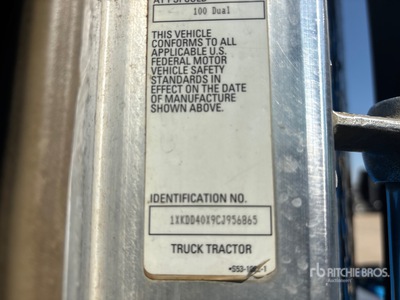 100 Dual
THIS VEHICLE
CONFORMS TO ALL
APPLICABLE U.S.
FEDERAL MOTOR
VEHICLE SAFETY
STANDARDS IN
EFFECT ON THE DATE
OF MANUFACTURE
SHOWN ABOVE.
IDENTIFICATION NO.
1XKDD40X9CJ956865
TRUCK TRACTOR
rb RITCHIE BROS.